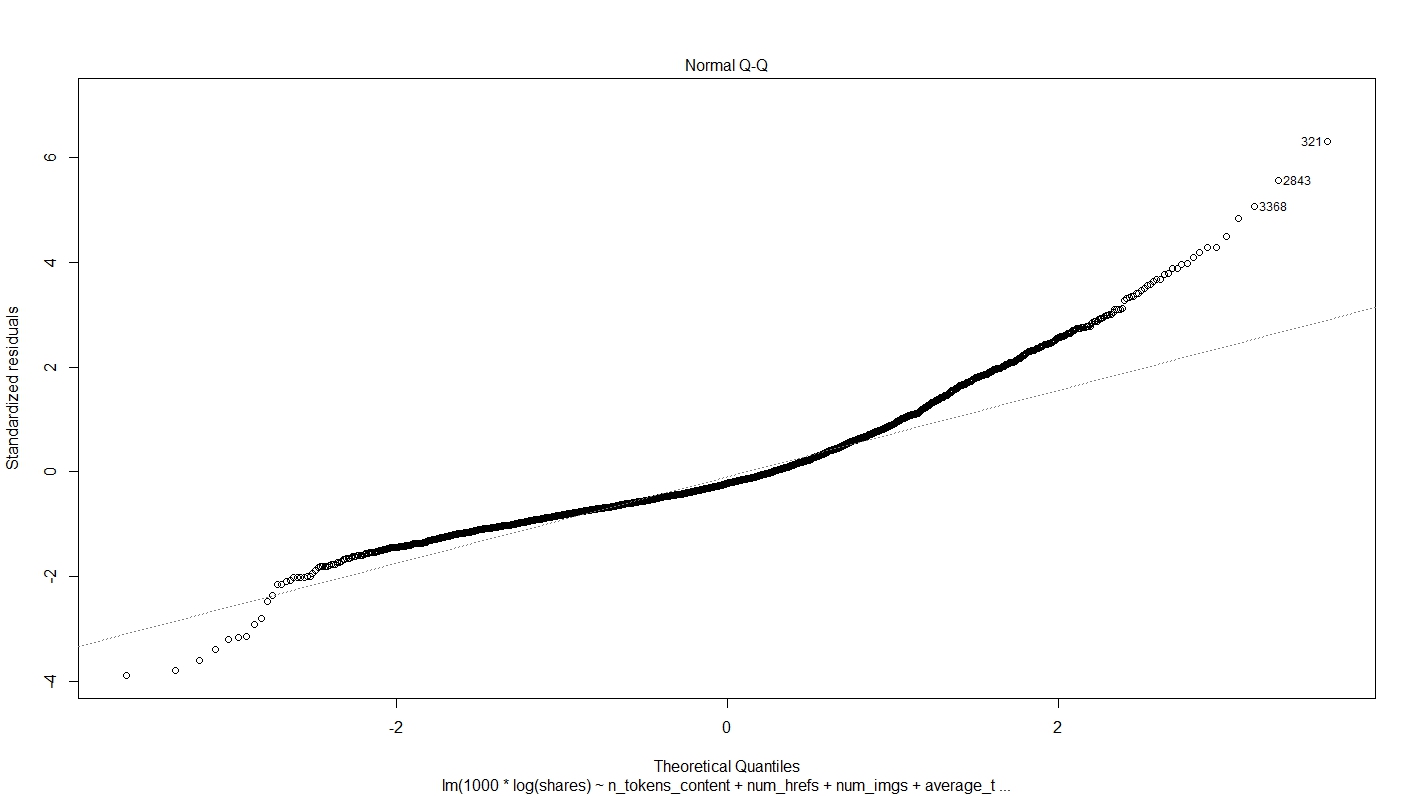 Normal Q-Q
Standardized residuals
6
4
2
0
-2
-4
321
2843
3368
-2 0 2
Theoretical Quantiles
lm(1000 * log(shares) ~ n_tokens_content + num_hrefs + num_imgs + average_t ...